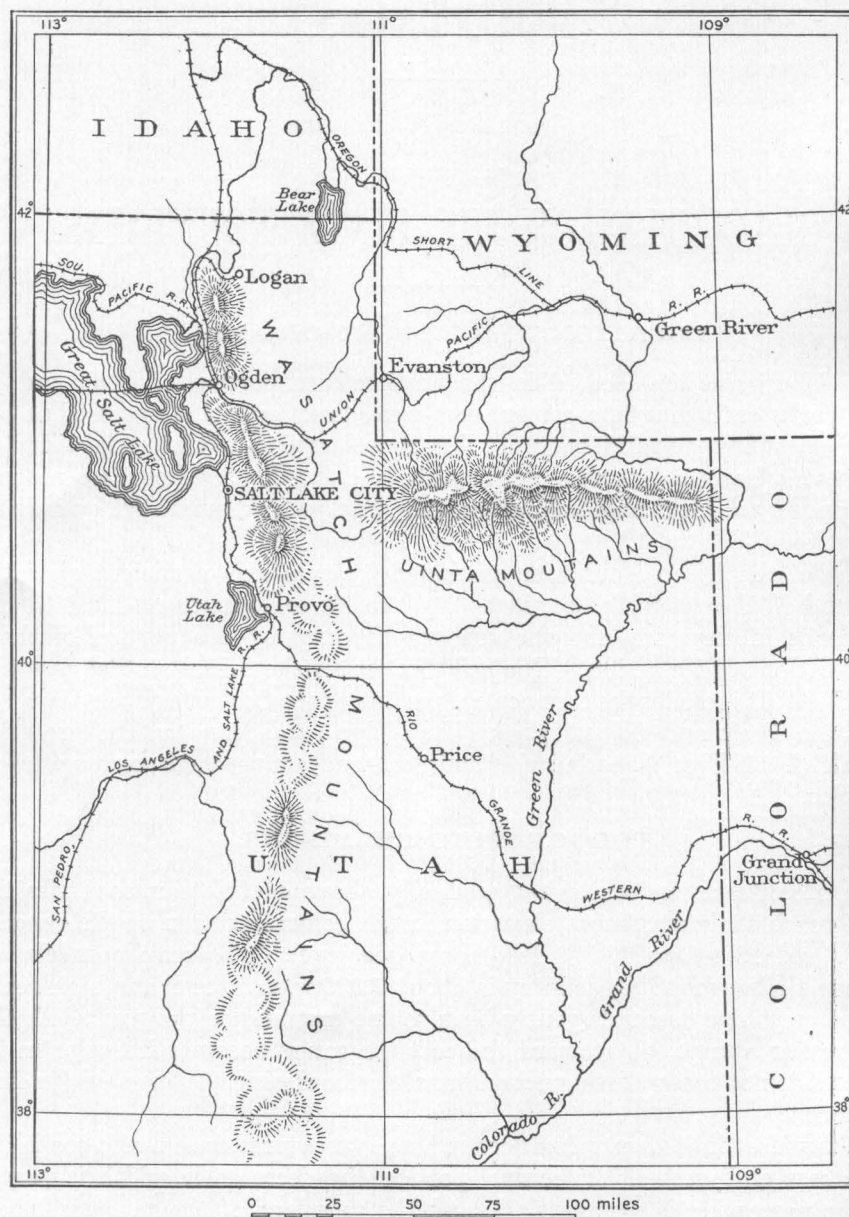 113°
111°
109°
IDAHO
OREGON
Bear
Lake
42°
42
SHORT
LINE
WYOMING
SOU.
PACIFIC R.R.
Logan
Great Salt Lake
WASATCH
MOUNTAINS
PACIFIC
R. R.
Green River
Ogden
UNION
Evanston
SALT LAKE CITY
UINTA MOUTAINS
COLORADO
Utah
Lake
Provo
40°
40°
LOS ANGELES
AND SALT LAKE R. R.
SAN PEDRO,
RIO
GRANGE
WESTERN
R. R.
Price
Green River
UTAH
Grand
Junction
Grand River
Colorado R.
38°
38°
113°
111°
109°
0 25 50 75 100 miles